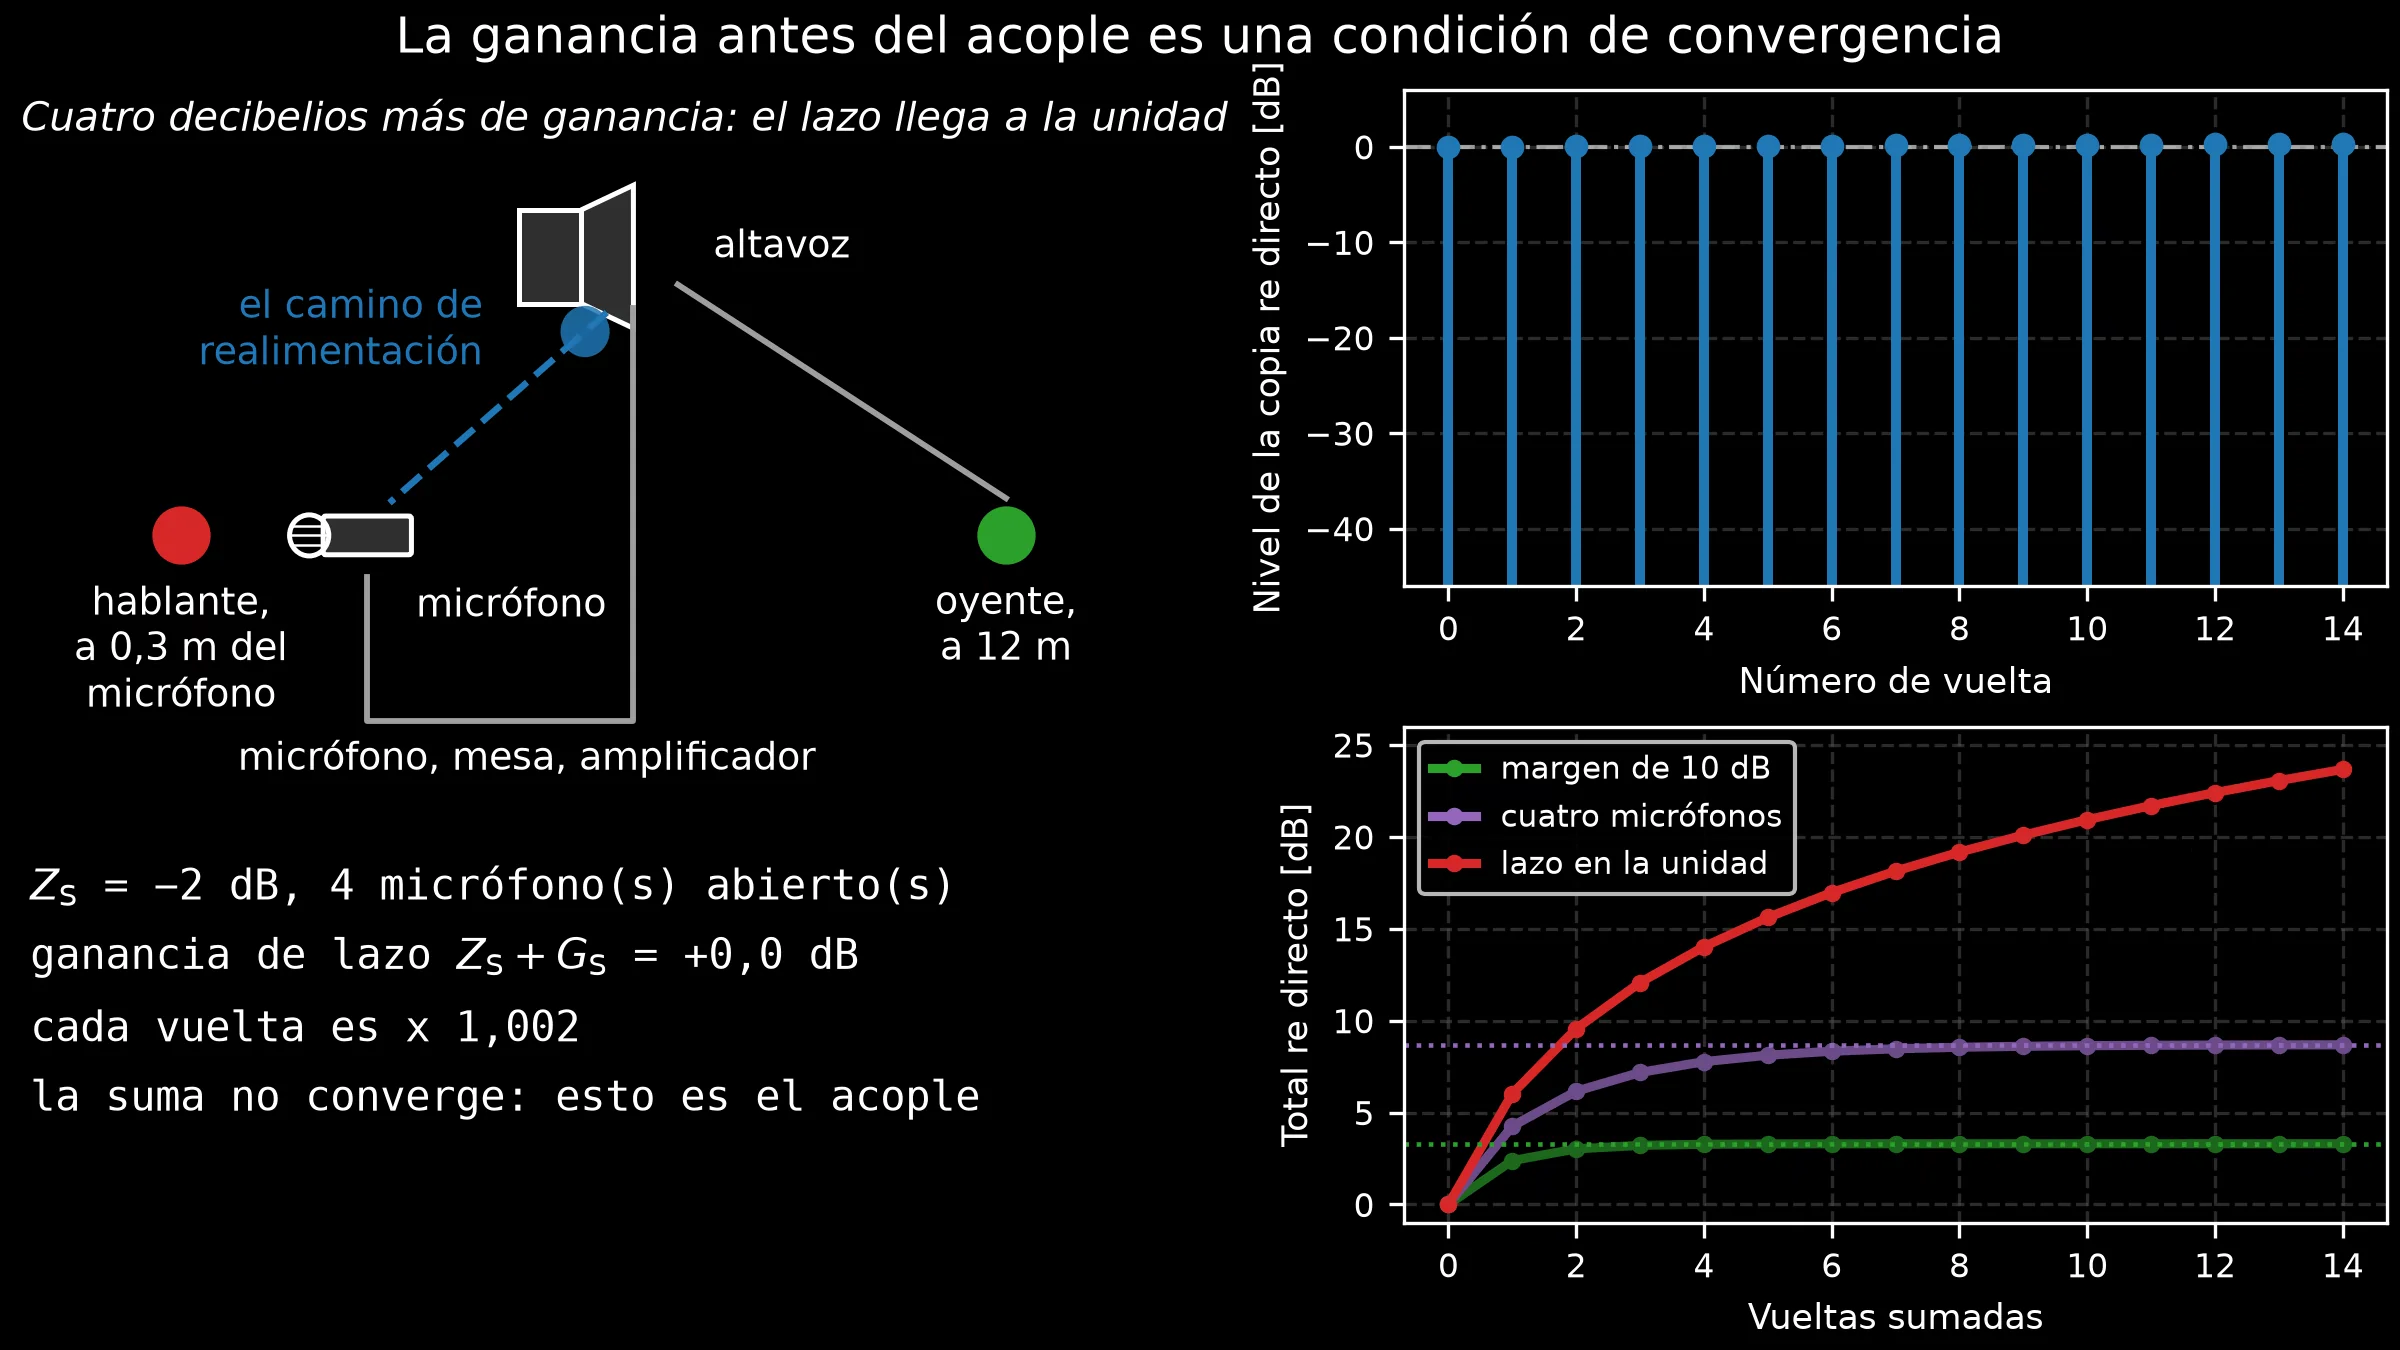 La ganancia antes del acople es una condición de convergencia
Cuatro decibelios más de ganancia: el lazo llega a la unidad
altavoz
el camino de
realimentación
hablante,
a 0,3 m del
micrófono
micrófono
oyente,
a 12 m
micrófono, mesa, amplificador
Z_S = −2 dB, 4 micrófono(s) abierto(s)
ganancia de lazo Z_S + G_S = +0,0 dB
cada vuelta es x 1,002
la suma no converge: esto es el acople
Nivel de la copia re directo [dB]
0
−10
−20
−30
−40
0 2 4 6 8 10 12 14
Número de vuelta
Total re directo [dB]
25
20
15
10
5
0
margen de 10 dB
cuatro micrófonos
lazo en la unidad
0 2 4 6 8 10 12 14
Vueltas sumadas